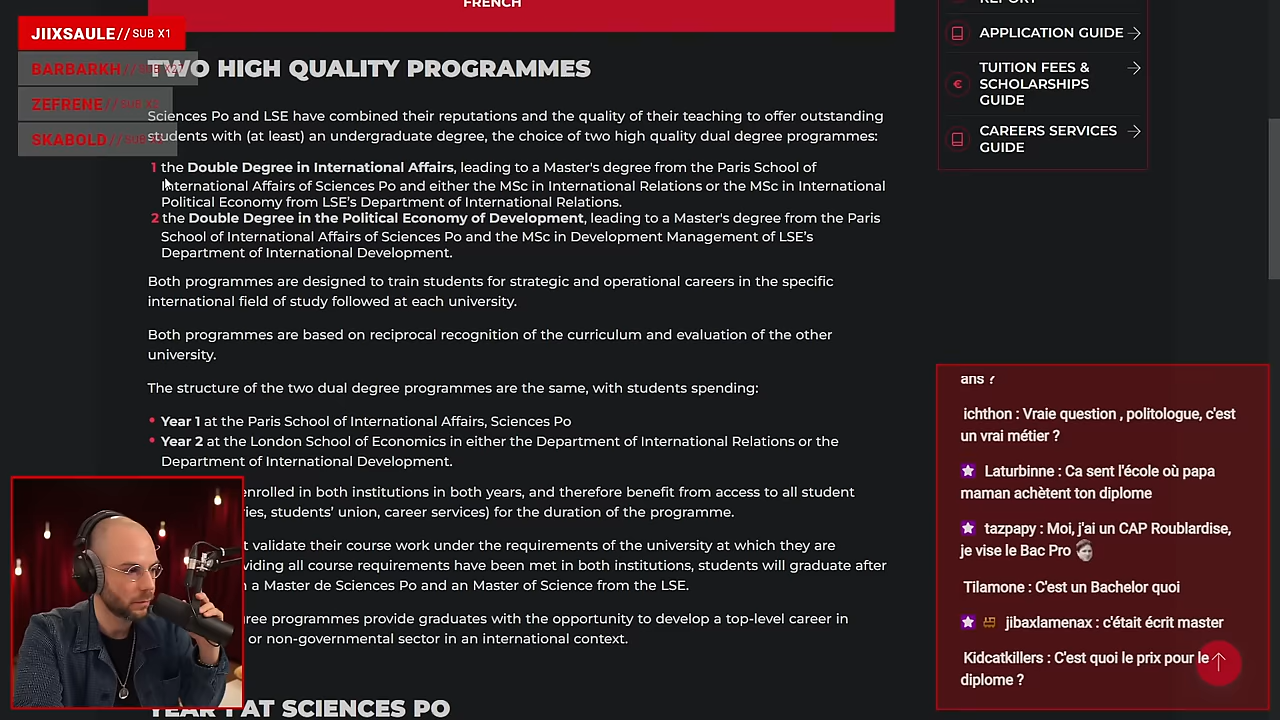 FRENCH
JIIXSAULE // SUB X1
BARBARKH // SUB
ZEFRENE // SUB
SKABOLD // SUB
TWO HIGH QUALITY PROGRAMMES
Sciences Po and LSE have combined their reputations and the quality of their teaching to offer outstanding
students with (at least) an undergraduate degree, the choice of two high quality dual degree programmes:
1 the Double Degree in International Affairs, leading to a Master's degree from the Paris School of
International Affairs of Sciences Po and either the MSc in International Relations or the MSc in International
Political Economy from LSE's Department of International Relations.
2 the Double Degree in the Political Economy of Development, leading to a Master's degree from the Paris
School of International Affairs of Sciences Po and the MSc in Development Management of LSE's
Department of International Development.
Both programmes are designed to train students for strategic and operational careers in the specific
international field of study followed at each university.
Both programmes are based on reciprocal recognition of the curriculum and evaluation of the other
university.
The structure of the two dual degree programmes are the same, with students spending:
• Year 1 at the Paris School of International Affairs, Sciences Po
• Year 2 at the London School of Economics in either the Department of International Relations or the
Department of International Development.
enrolled in both institutions in both years, and therefore benefit from access to all student
ies, students' union, career services) for the duration of the programme.
t validate their course work under the requirements of the university at which they are
viding all course requirements have been met in both institutions, students will graduate after
a Master de Sciences Po and an Master of Science from the LSE.
ree programmes provide graduates with the opportunity to develop a top-level career in
or non-governmental sector in an international context.
YEAR 1 AT SCIENCES PO
REPORT
APPLICATION GUIDE
TUITION FEES &
SCHOLARSHIPS
GUIDE
CAREERS SERVICES
GUIDE
ans ?
ichthon : Vraie question , politologue, c'est
un vrai métier ?
Laturbinne : Ca sent l'école où papa
maman achètent ton diplome
tazpapy : Moi, j'ai un CAP Roublardise,
je vise le Bac Pro
Tilamone : C'est un Bachelor quoi
jibaxlamenax : c'était écrit master
Kidcatkillers : C'est quoi le prix pour le
diplome ?